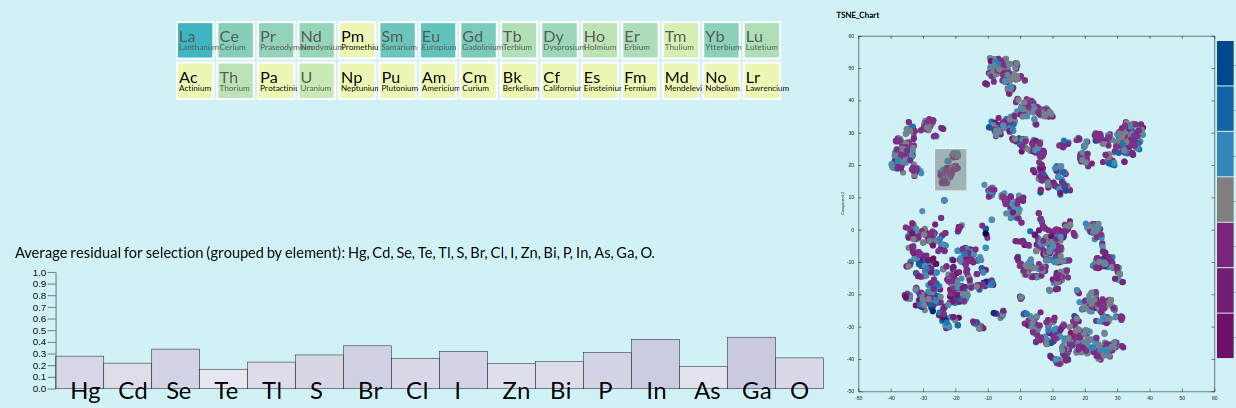 La Ce Pr Nd Pm Sm Eu Gd Tb Dy Ho Er Tm Yb Lu
Lanthanum Cerium Praseodymium Neodymium Promethiu Samarium Europium Gadolinium Terbium Dysprosium Holmium Erbium Thulium Ytterbium Lutetium
Ac Th Pa U Np Pu Am Cm Bk Cf Es Fm Md No Lr
Actinium Thorium Protactiniu Uranium Neptunium Plutonium Americium Curium Berkelium Californiu Einsteiniu Fermium Mendelevi Nobelium Lawrencium
Average residual for selection (grouped by element): Hg, Cd, Se, Te, Tl, S, Br, Cl, I, Zn, Bi, P, In, As, Ga, O.
1.0
0.9
0.8
0.7
0.6
0.5
0.4
0.3
0.2
0.1
0.0
Hg Cd Se Te Tl S Br Cl I Zn Bi P In As Ga O
TSNE_Chart
60
50
40
30
20
10
0
-10
-20
-30
-40
-50
Component 2
-50 -40 -30 -20 -10 0 10 20 30 40 50 60